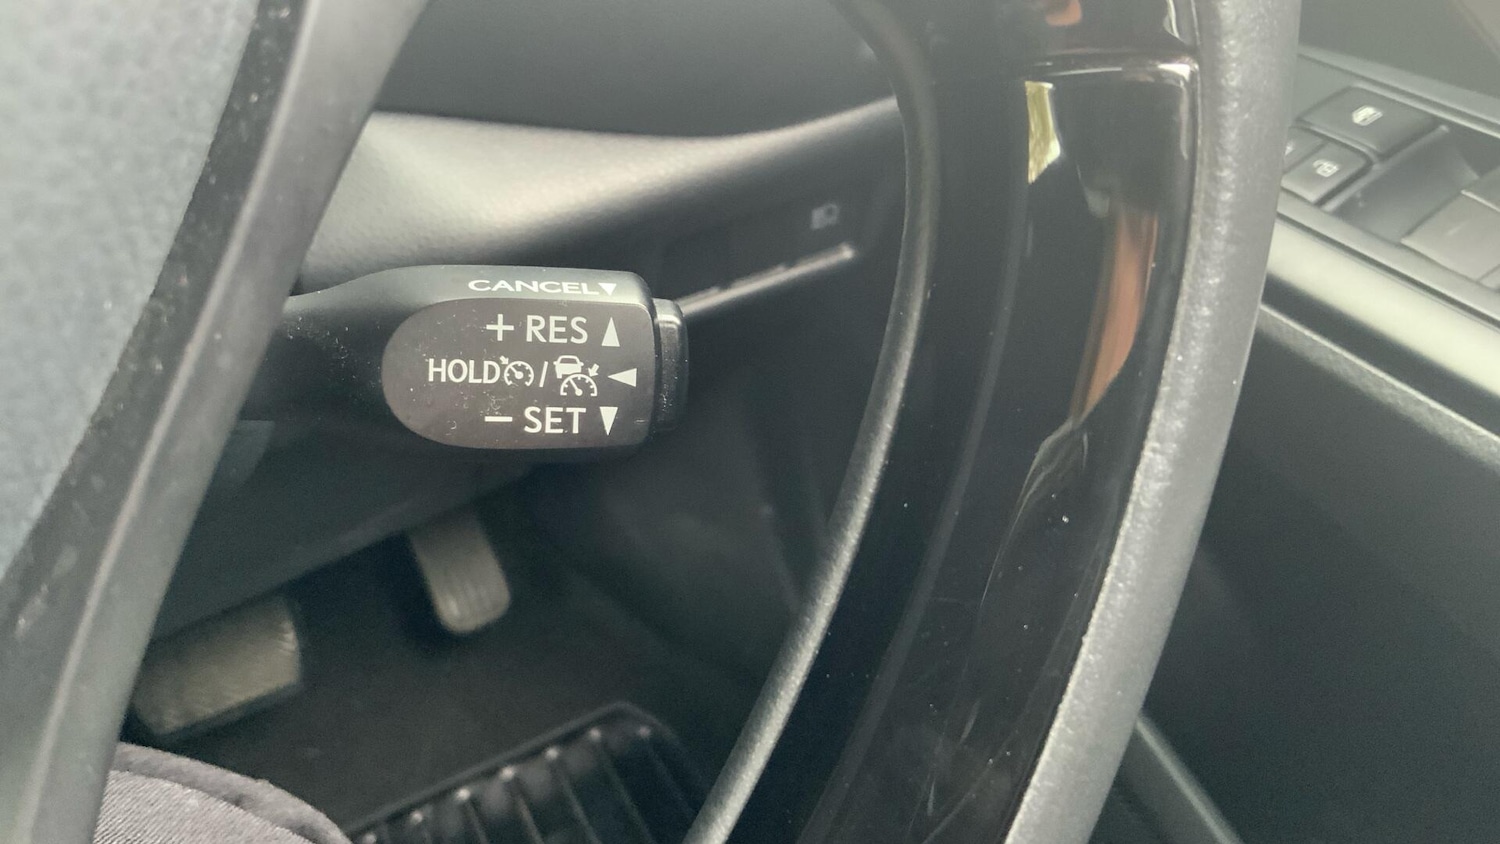 CANCEL▼
+ RES ▲
HOLD / ◀
− SET ▼